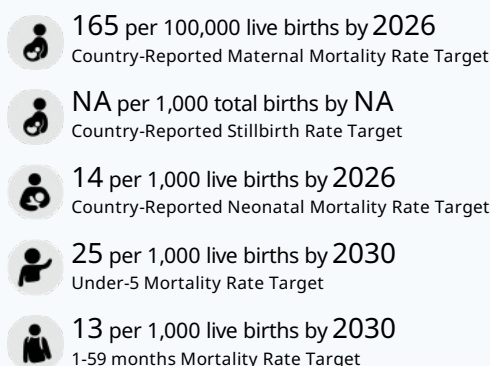 165 per 100,000 live births by 2026
Country-Reported Maternal Mortality Rate Target
NA per 1,000 total births by NA
Country-Reported Stillbirth Rate Target
14 per 1,000 live births by 2026
Country-Reported Neonatal Mortality Rate Target
25 per 1,000 live births by 2030
Under-5 Mortality Rate Target
13 per 1,000 live births by 2030
1-59 months Mortality Rate Target